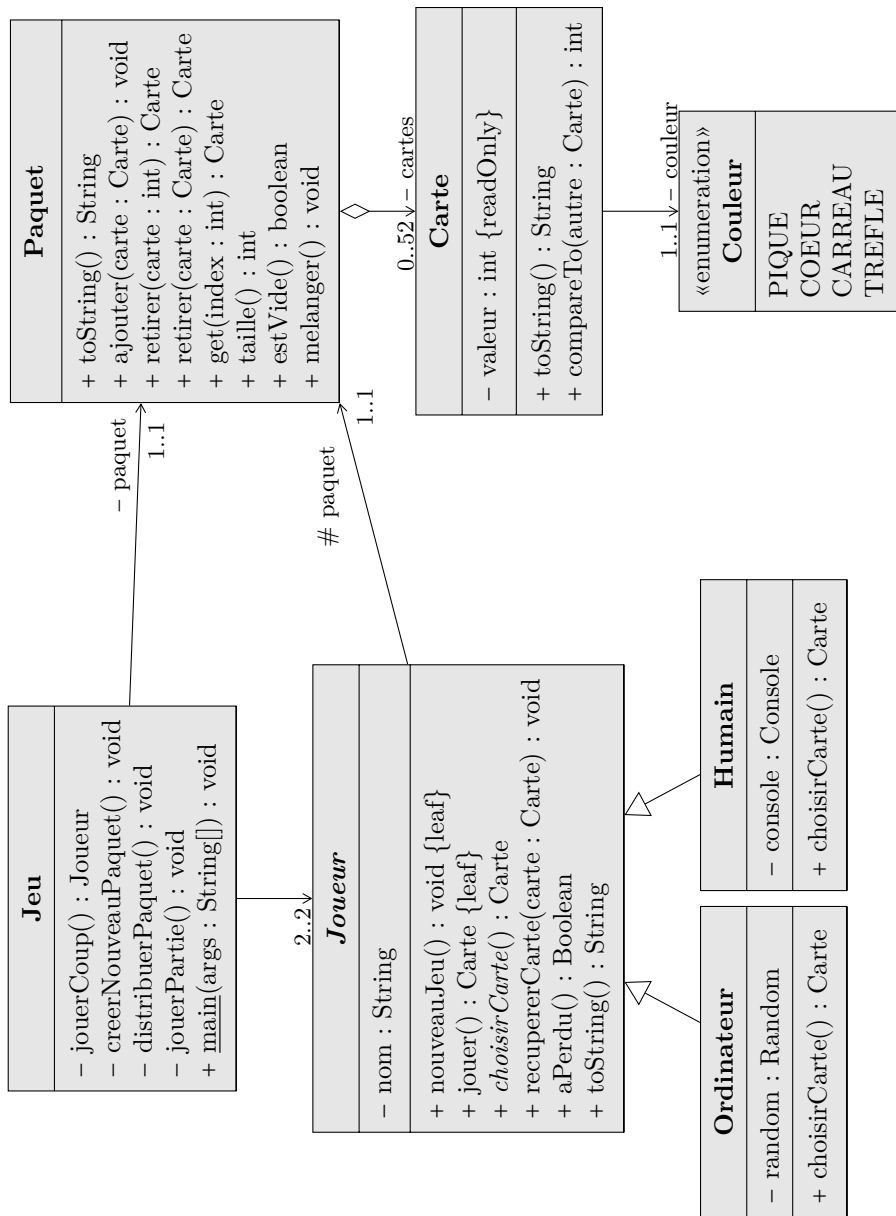 Jeu
– jouerCoup() : Joueur
– creerNouveauPaquet() : void
– distribuerPaquet() : void
– jouerPartie() : void
+ main(args : String[]) : void
– paquet
1..1
Paquet
+ toString() : String
+ ajouter(carte : Carte) : void
+ retirer(carte : int) : Carte
+ retirer(carte : Carte) : Carte
+ get(index : int) : Carte
+ taille() : int
+ estVide() : boolean
+ melanger() : void
2..2
Joueur
– nom : String
+ nouveauJeu() : void {leaf}
+ jouer() : Carte {leaf}
+ choisirCarte() : Carte
+ recupererCarte(carte : Carte) : void
+ aPerdu() : Boolean
+ toString() : String
# paquet
1..1
0..52
– cartes
Carte
– valeur : int {readOnly}
+ toString() : String
+ compareTo(autre : Carte) : int
1..1
– couleur
Ordinateur
– random : Random
+ choisirCarte() : Carte
Humain
– console : Console
+ choisirCarte() : Carte
«enumeration»
Couleur
PIQUE
COEUR
CARREAU
TREFLE